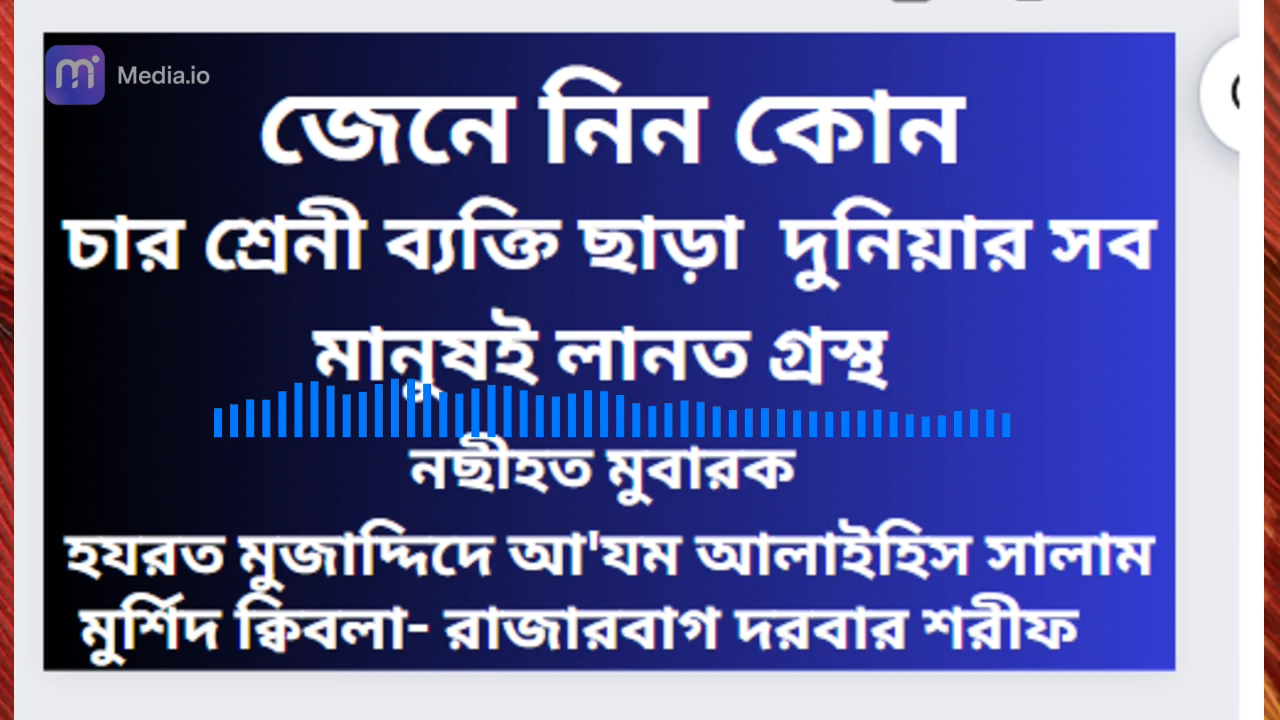 Media.io
জেনে নিন কোন
চার শ্রেনী ব্যক্তি ছাড়া দুনিয়ার সব
মানুষই লানত গ্রস্থ
নছীহত মুবারক
হযরত মুজাদ্দিদে আ'যম আলাইহিস সালাম
মুর্শিদ ক্বিবলা- রাজারবাগ দরবার শরীফ